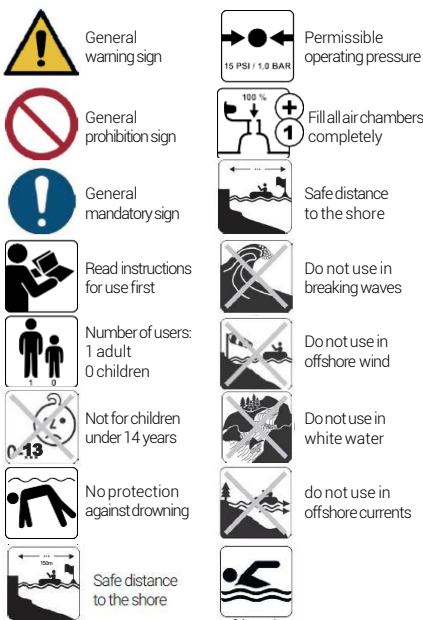 General
warning sign
General
prohibition sign
General
mandatory sign
Read instructions
for use first
Number of users:
1 adult
0 children
1 0
Not for children
under 14 years
0-13
No protection
against drowning
150m
Safe distance
to the shore
15 PSI / 1,0 BAR
Permissible
operating pressure
100 %
1
Fill all air chambers
completely
Safe distance
to the shore
Do not use in
breaking waves
Do not use in
offshore wind
Do not use in
white water
do not use in
offshore currents